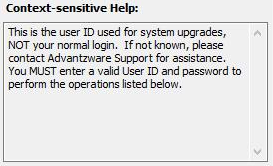 Context-sensitive Help:
This is the user ID used for system upgrades,
NOT your normal login.  If not known, please
contact Advantzware Support for assistance.
You MUST enter a valid User ID and password to
perform the operations listed below.